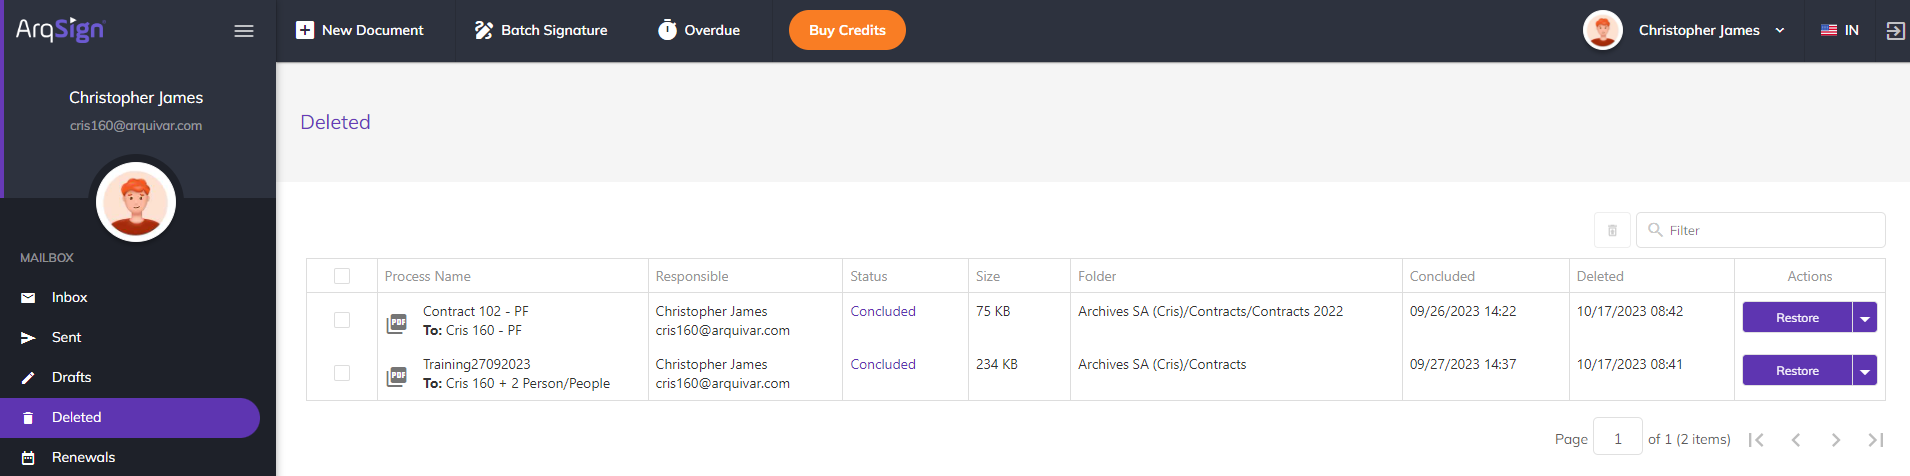 ArqSign
New Document
Batch Signature
Overdue
Buy Credits
Christopher James
IN
Christopher James
cris160@arquivar.com
MAILBOX
Inbox
Sent
Drafts
Deleted
Renewals
Deleted
Filter
Process Name Responsible Status Size Folder Concluded Deleted Actions
Contract 102 - PF Christopher James Concluded 75 KB Archives SA (Cris)/Contracts/Contracts 2022 09/26/2023 14:22 10/17/2023 08:42 Restore
PDF To: Cris 160 - PF cris160@arquivar.com
Training27092023 Christopher James Concluded 234 KB Archives SA (Cris)/Contracts 09/27/2023 14:37 10/17/2023 08:41 Restore
PDF To: Cris 160 + 2 Person/People cris160@arquivar.com
Page 1 of 1 (2 items)